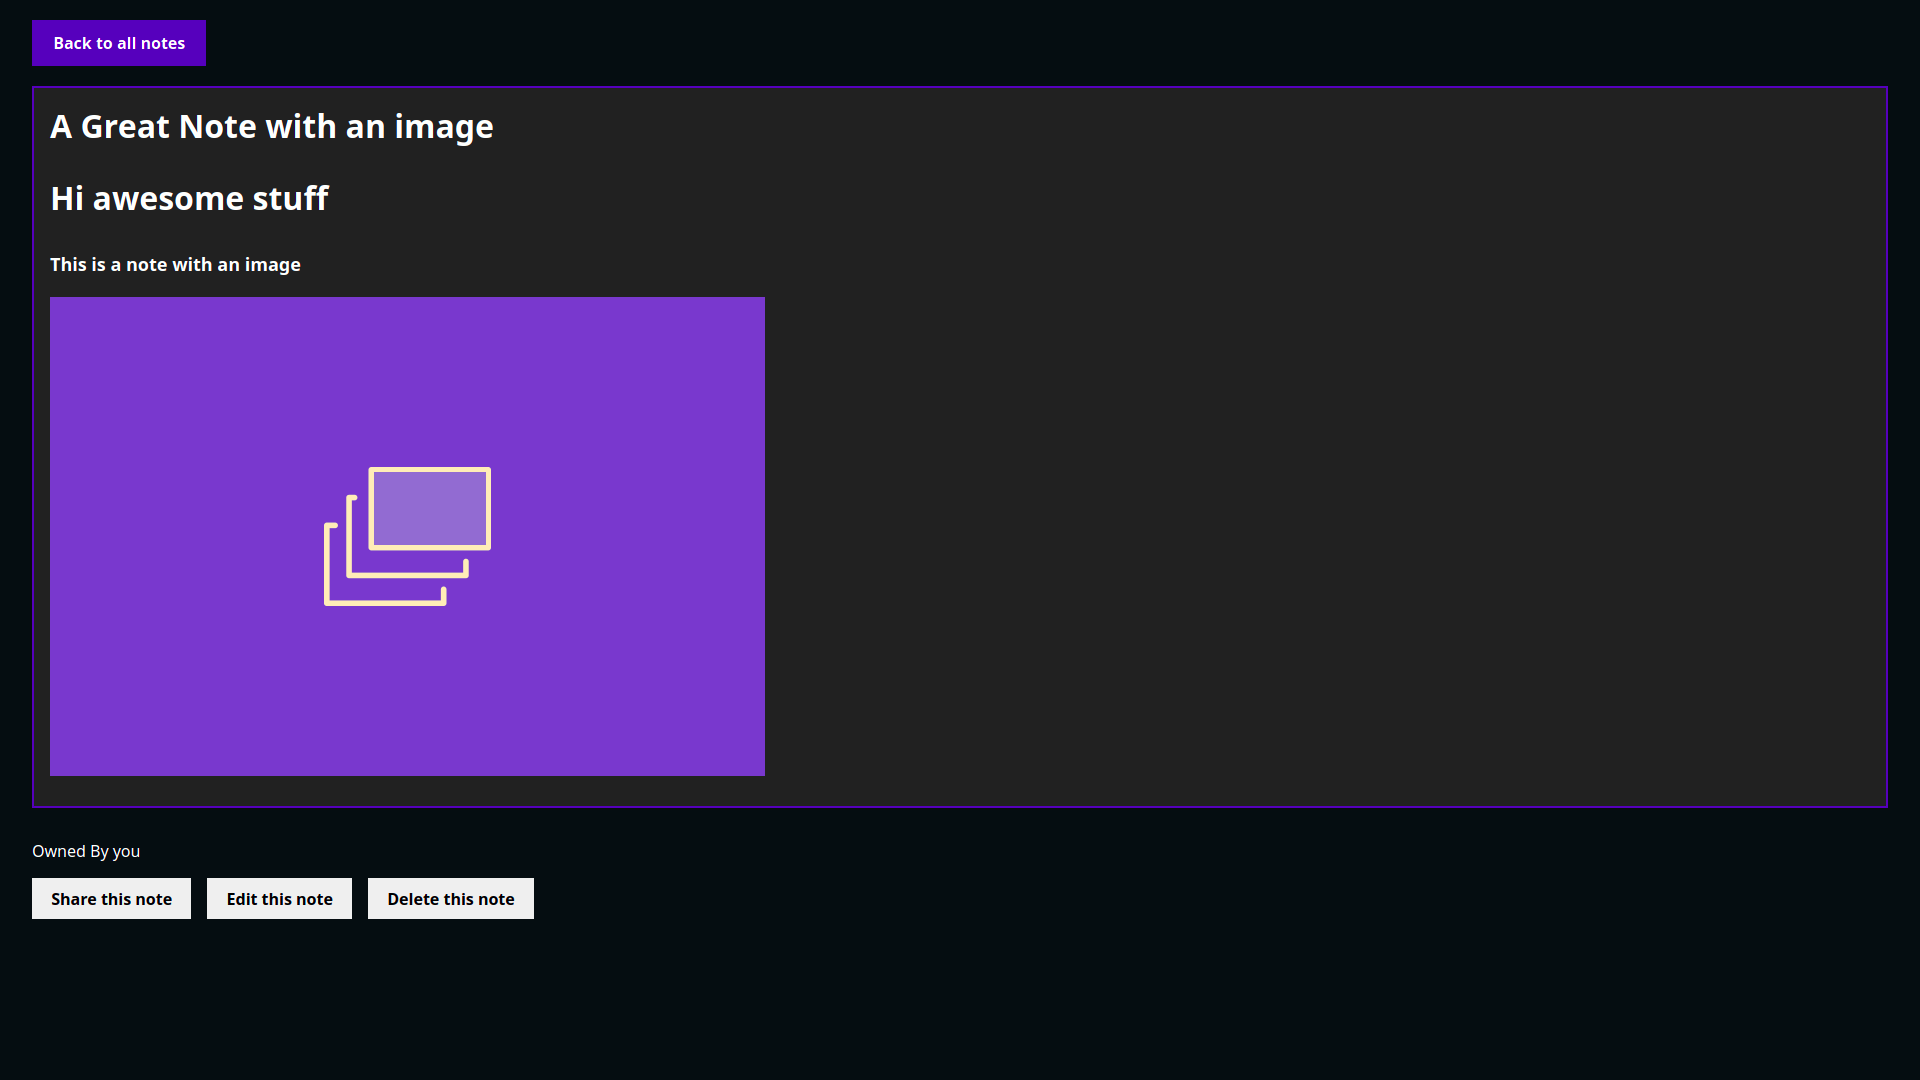 Back to all notes
A Great Note with an image
Hi awesome stuff
This is a note with an image
Owned By you
Share this note
Edit this note
Delete this note